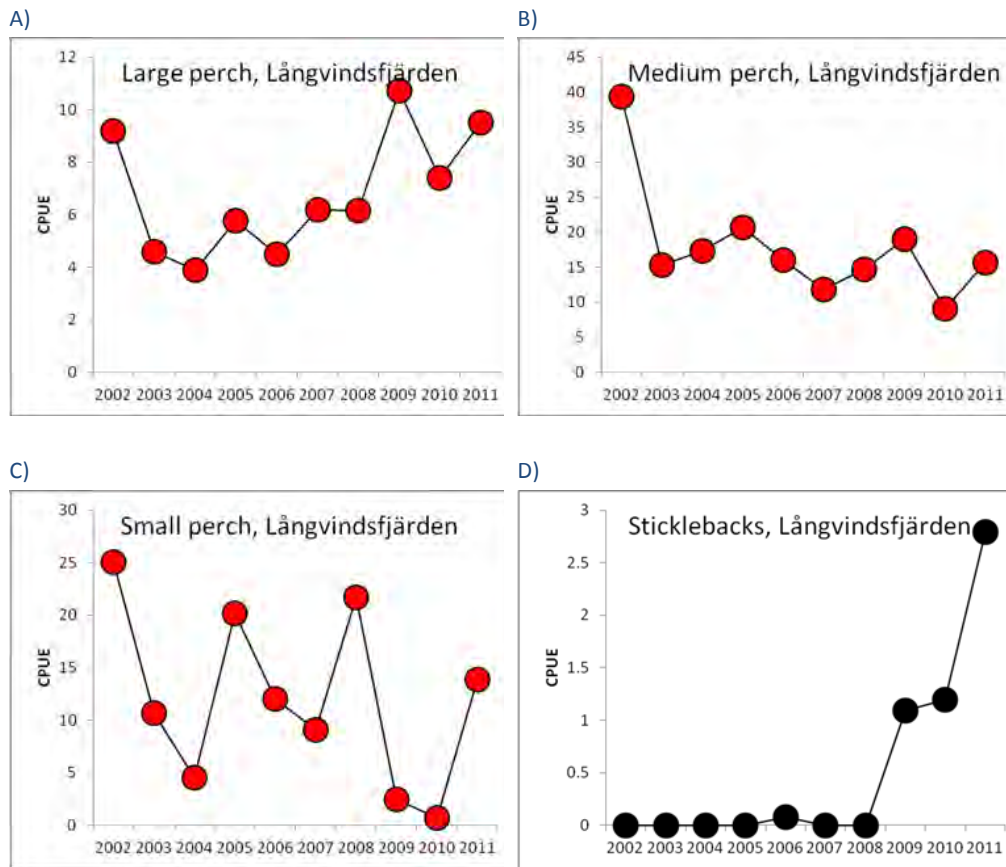 A)
Large perch, Långvindsfjärden
12
10
8
6
4
2
0
CPUE
2002 2003 2004 2005 2006 2007 2008 2009 2010 2011
B)
Medium perch, Långvindsfjärden
45
40
35
30
25
20
15
10
5
0
CPUE
2002 2003 2004 2005 2006 2007 2008 2009 2010 2011
C)
Small perch, Långvindsfjärden
30
25
20
15
10
5
0
CPUE
2002 2003 2004 2005 2006 2007 2008 2009 2010 2011
D)
Sticklebacks, Långvindsfjärden
3
2.5
2
1.5
1
0.5
0
CPUE
2002 2003 2004 2005 2006 2007 2008 2009 2010 2011